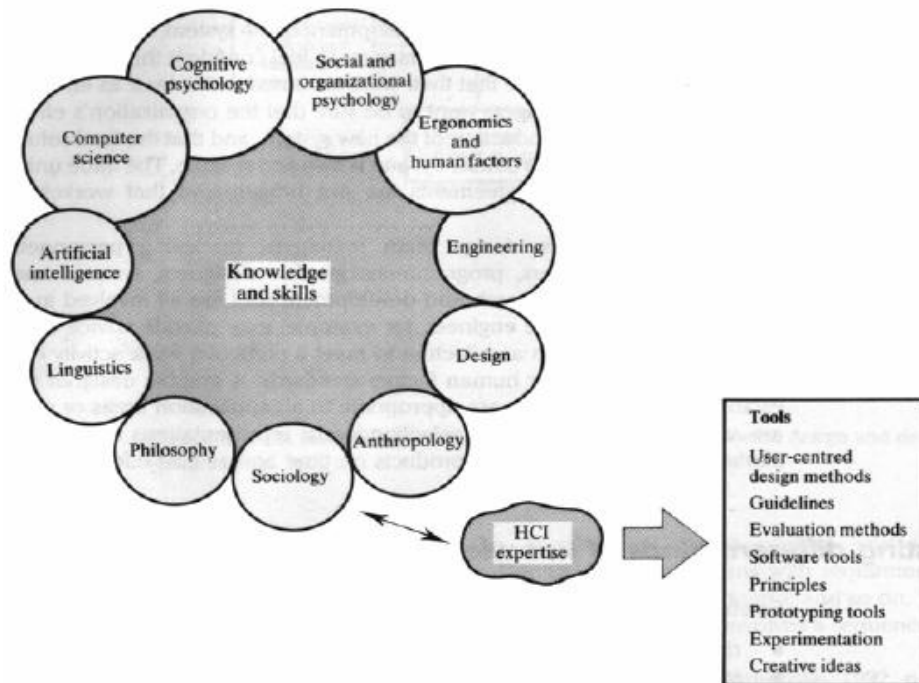 Cognitive
psychology
Social and
organizational
psychology
Ergonomics
and
human factors
Computer
science
Artificial
intelligence
Knowledge
and skills
Engineering
Linguistics
Design
Philosophy
Sociology
Anthropology
HCI
expertise
Tools
User-centred
design methods
Guidelines
Evaluation methods
Software tools
Principles
Prototyping tools
Experimentation
Creative ideas